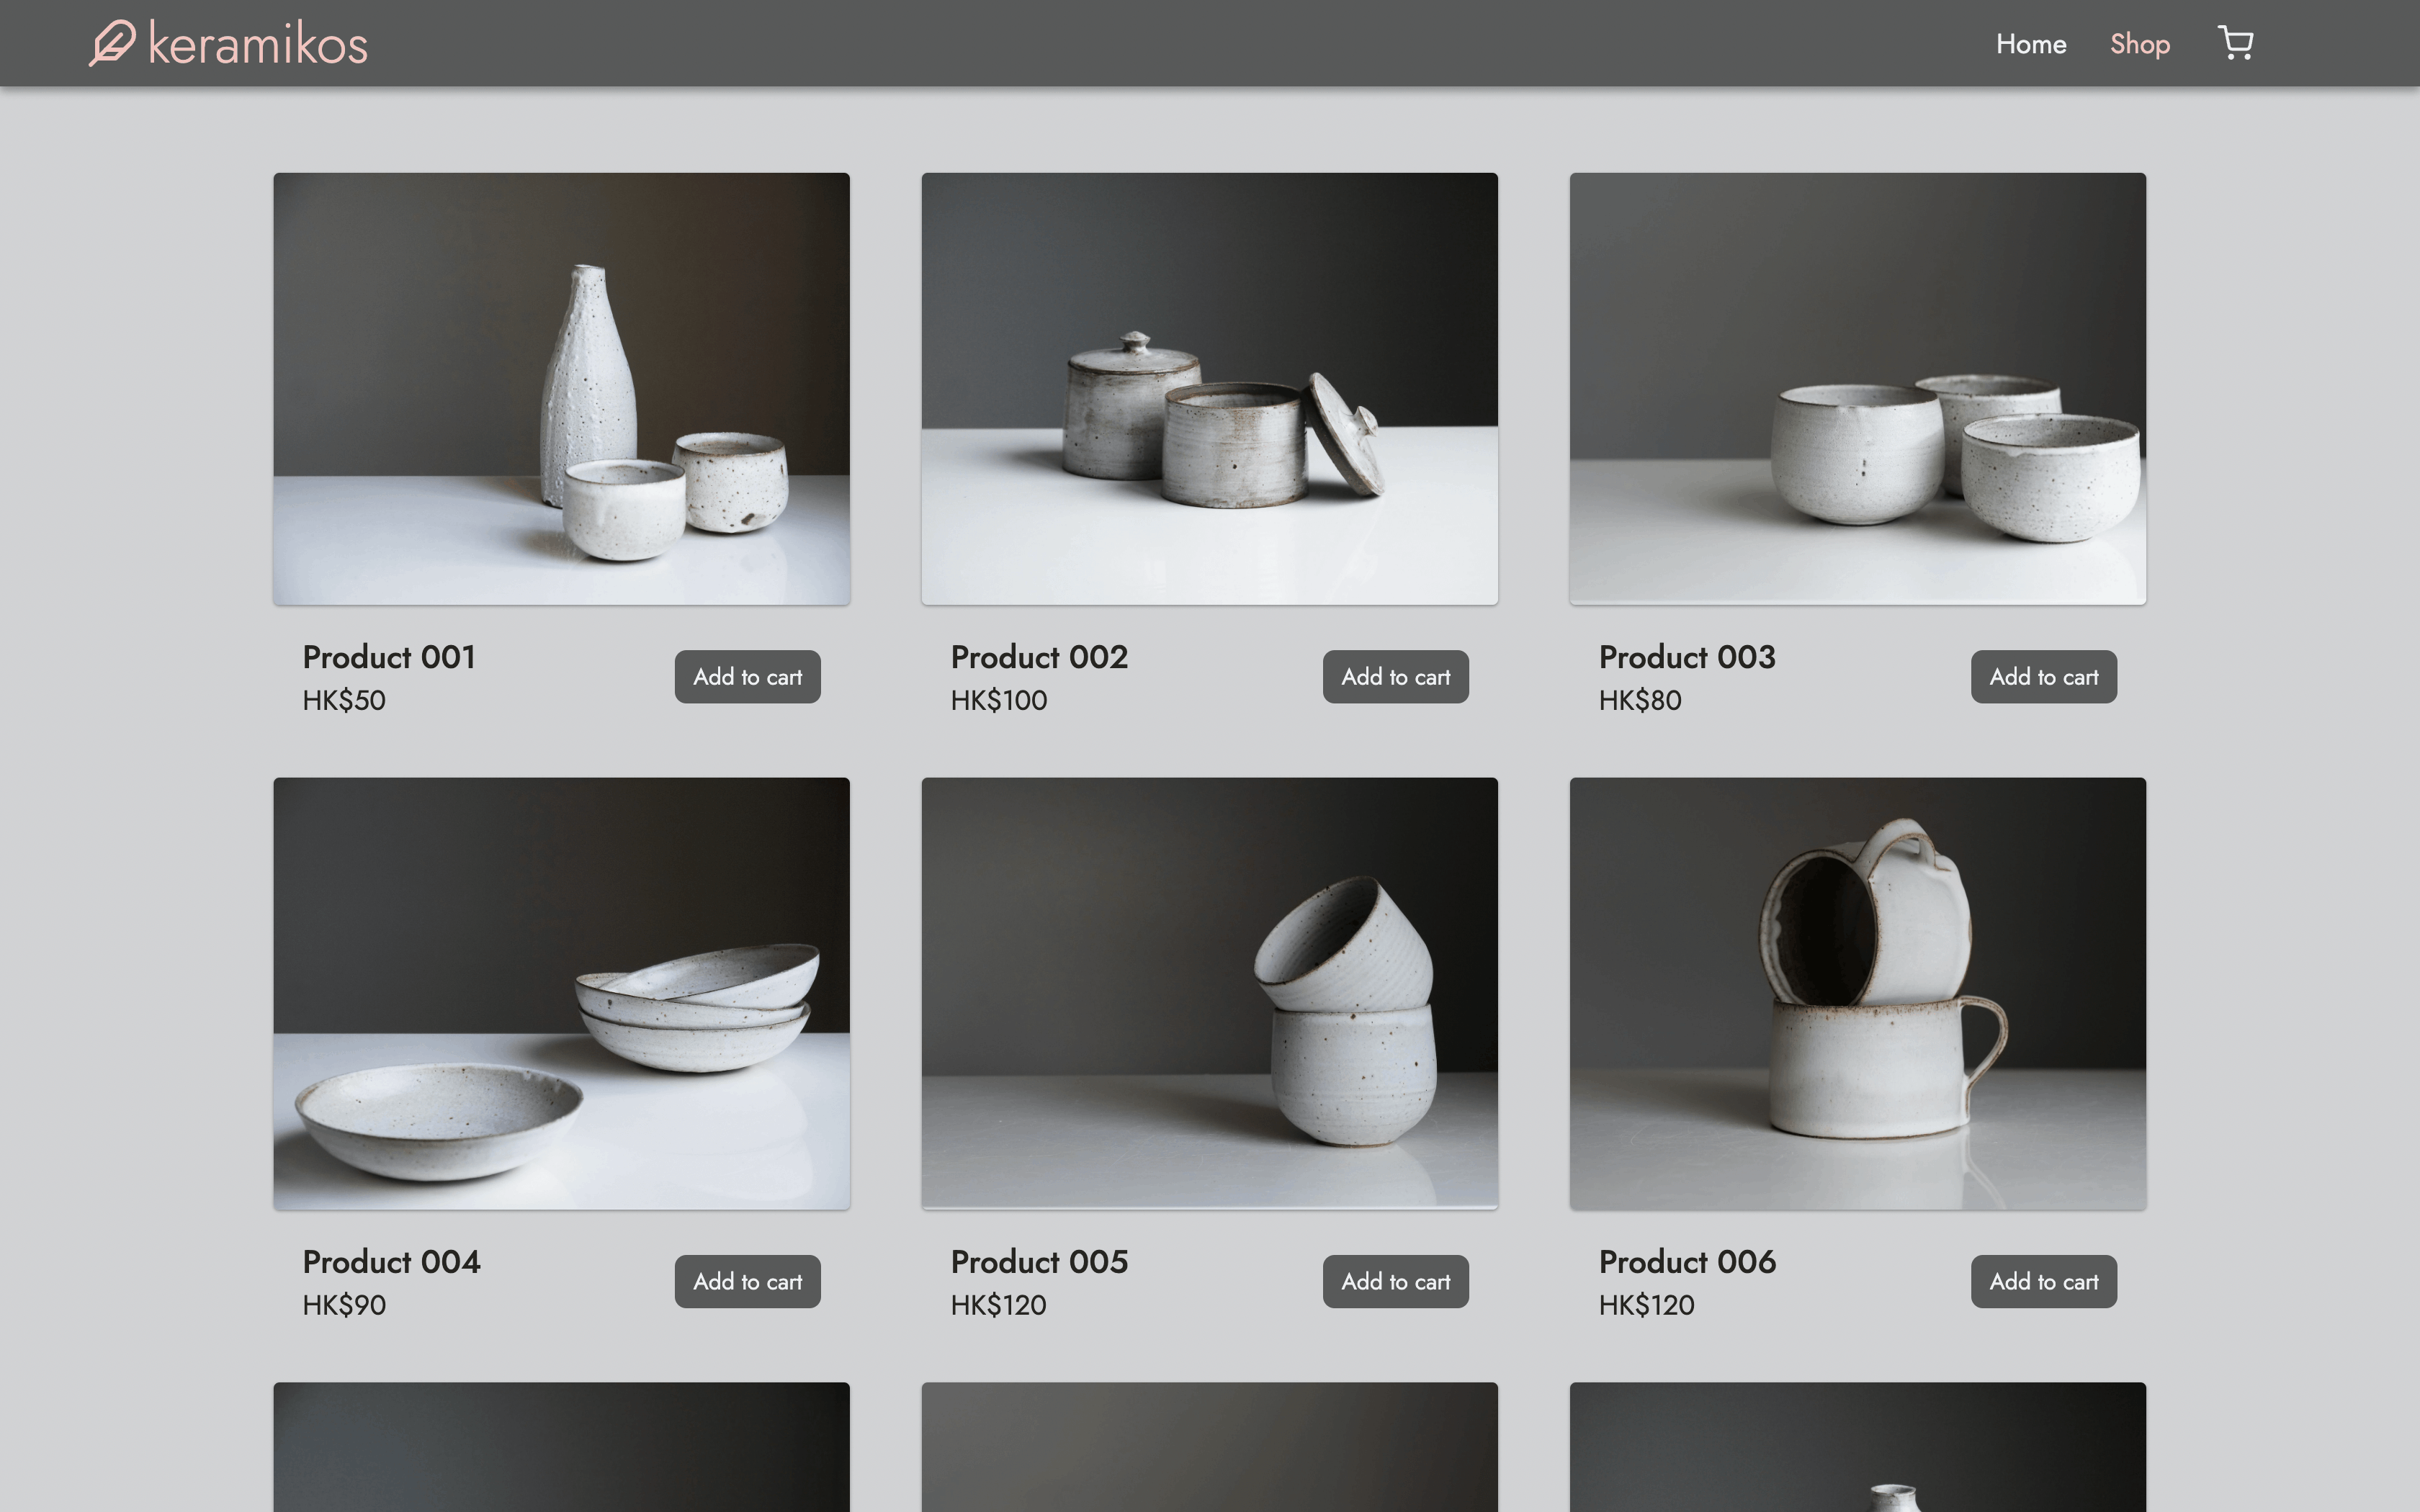 keramikos
Home
Shop
Product 001
HK$50
Add to cart
Product 002
HK$100
Add to cart
Product 003
HK$80
Add to cart
Product 004
HK$90
Add to cart
Product 005
HK$120
Add to cart
Product 006
HK$120
Add to cart